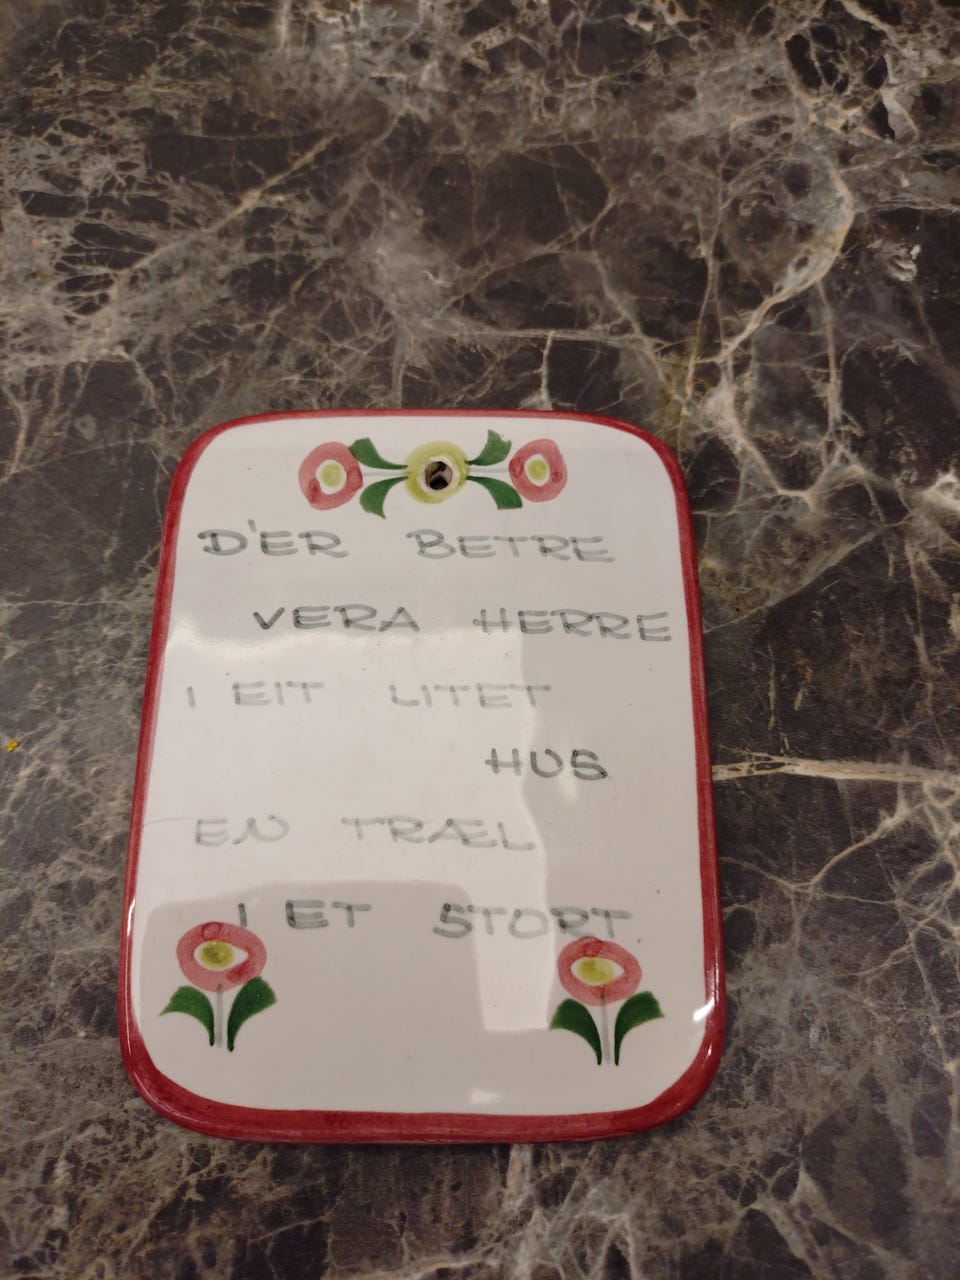 D'ER BETRE
VERA HERRE
I EIT LITET
HUS
EN TRÆL
I ET STORT